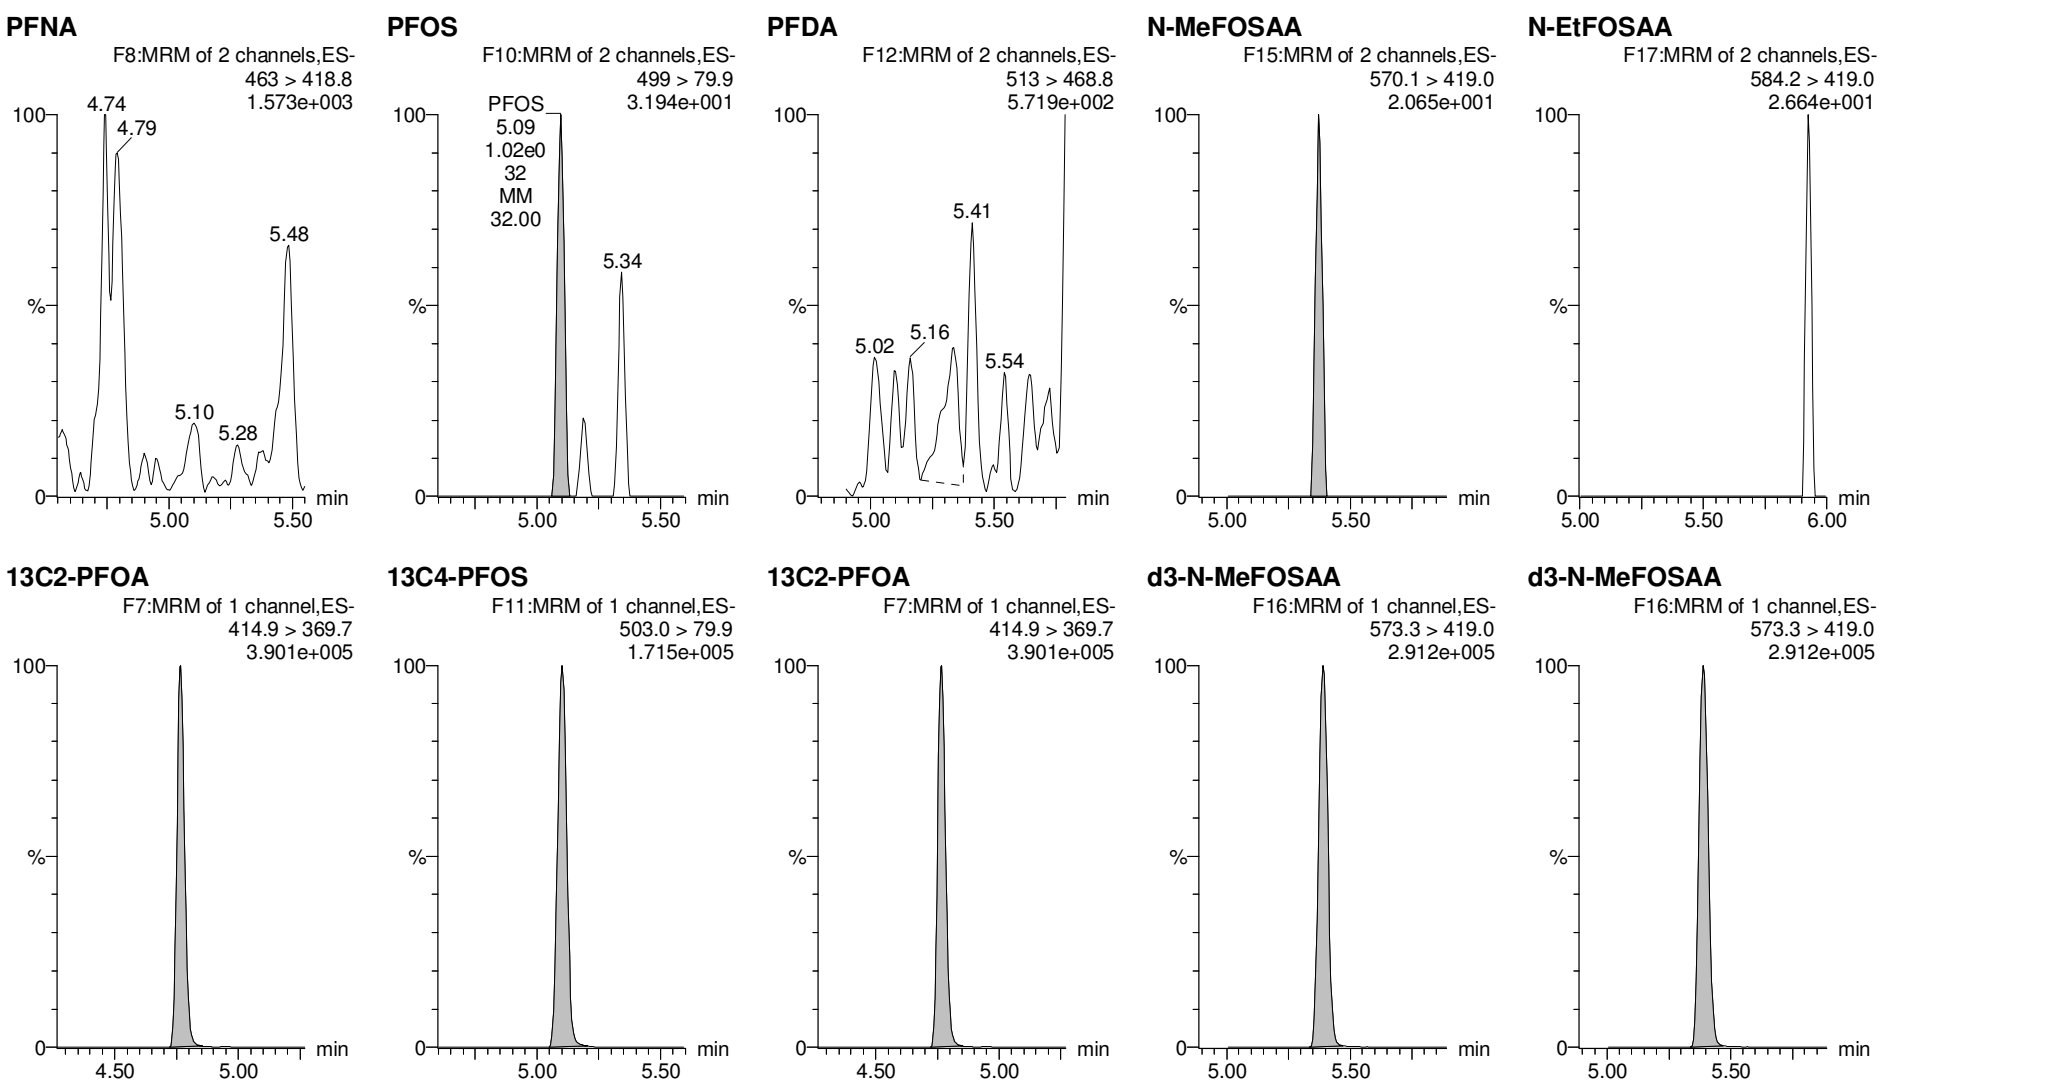 PFNA
F8:MRM of 2 channels,ES-
463 > 418.8
1.573e+003
100
4.74
4.79
5.48
5.10
5.28
%
0
min
5.00
5.50
PFOS
F10:MRM of 2 channels,ES-
499 > 79.9
3.194e+001
100
PFOS
5.09
1.02e0
32
MM
32.00
5.34
%
0
min
5.00
5.50
PFDA
F12:MRM of 2 channels,ES-
513 > 468.8
5.719e+002
100
5.41
5.02
5.16
5.54
%
0
min
5.00
5.50
N-MeFOSAA
F15:MRM of 2 channels,ES-
570.1 > 419.0
2.065e+001
100
%
0
min
5.00
5.50
N-EtFOSAA
F17:MRM of 2 channels,ES-
584.2 > 419.0
2.664e+001
100
%
0
min
5.00
5.50
6.00
13C2-PFOA
F7:MRM of 1 channel,ES-
414.9 > 369.7
3.901e+005
100
%
0
min
4.50
5.00
13C4-PFOS
F11:MRM of 1 channel,ES-
503.0 > 79.9
1.715e+005
100
%
0
min
5.00
5.50
13C2-PFOA
F7:MRM of 1 channel,ES-
414.9 > 369.7
3.901e+005
100
%
0
min
4.50
5.00
d3-N-MeFOSAA
F16:MRM of 1 channel,ES-
573.3 > 419.0
2.912e+005
100
%
0
min
5.00
5.50
d3-N-MeFOSAA
F16:MRM of 1 channel,ES-
573.3 > 419.0
2.912e+005
100
%
0
min
5.00
5.50